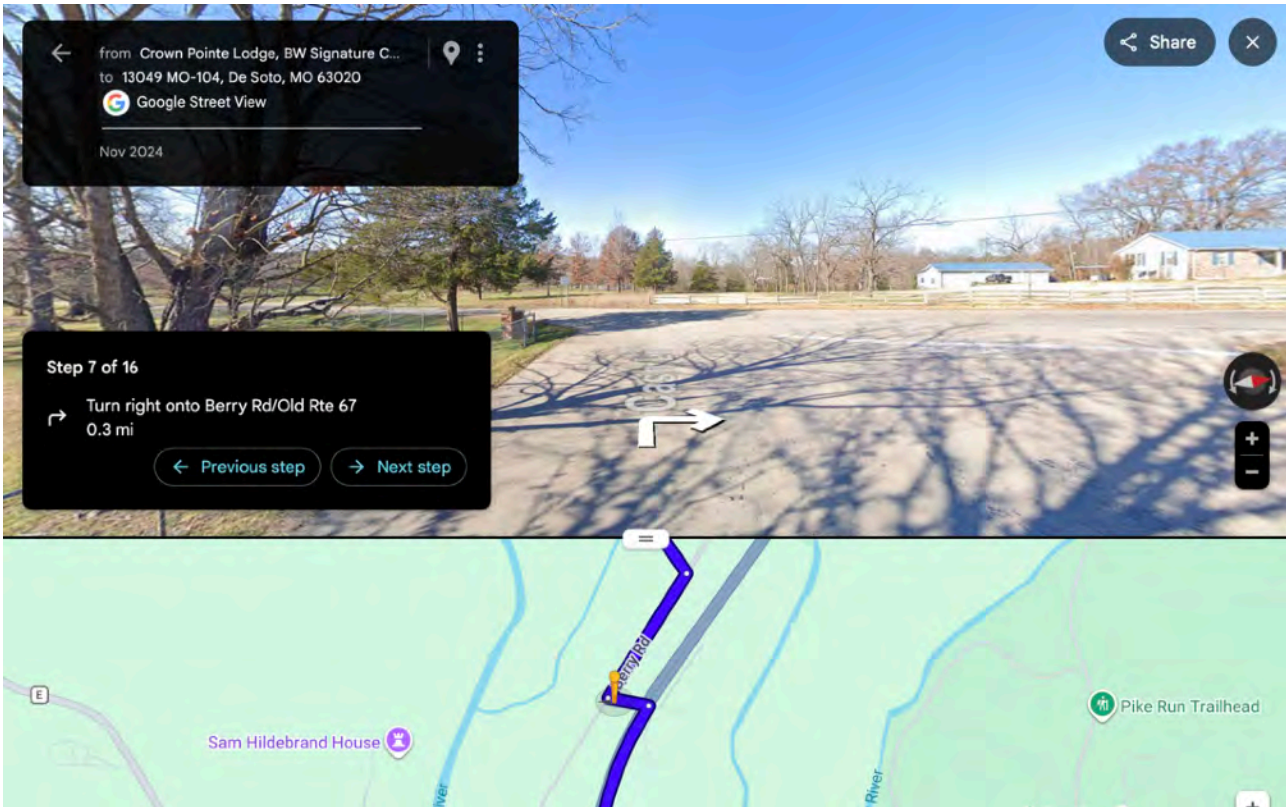 from Crown Pointe Lodge, BW Signature C...
to 13049 MO-104, De Soto, MO 63020
Google Street View
Nov 2024
Share
Step 7 of 16
Turn right onto Berry Rd/Old Rte 67
0.3 mi
Previous step
Next step
Berry Rd
E
Sam Hildebrand House
Pike Run Trailhead
River